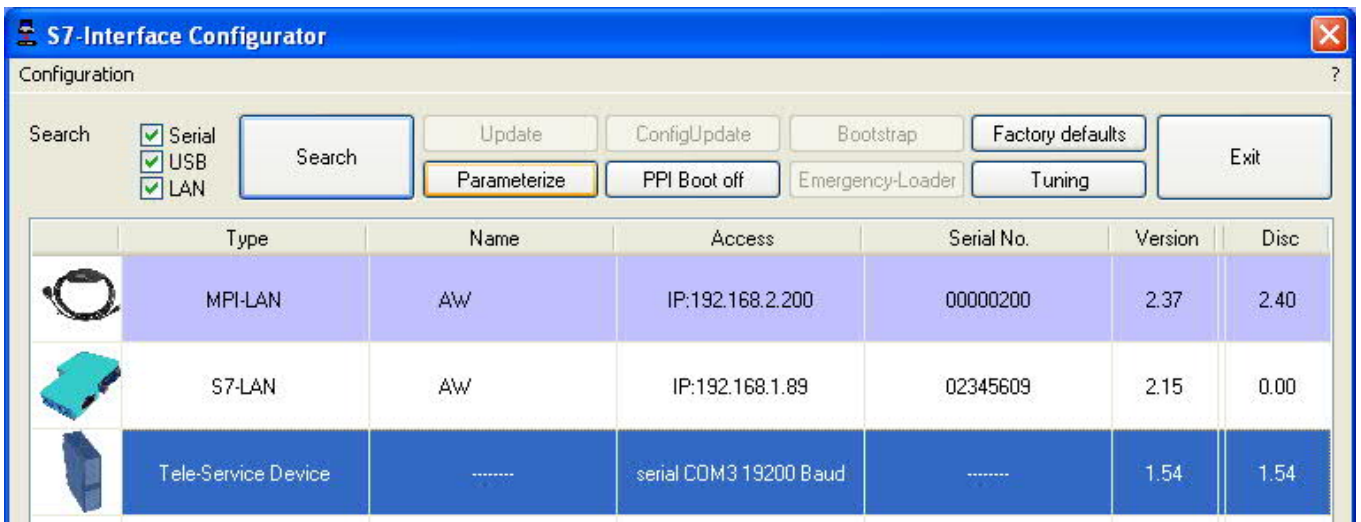 S7-Interface Configurator
Configuration ?
Search Serial USB LAN Search Update ConfigUpdate Bootstrap Factory defaults Exit
Parameterize PPI Boot off Emergency-Loader Tuning
Type Name Access Serial No. Version Disc
MPI-LAN AW IP:192.168.2.200 00000200 2.37 2.40
S7-LAN AW IP:192.168.1.89 02345609 2.15 0.00
Tele-Service Device -------- serial COM3 19200 Baud -------- 1.54 1.54